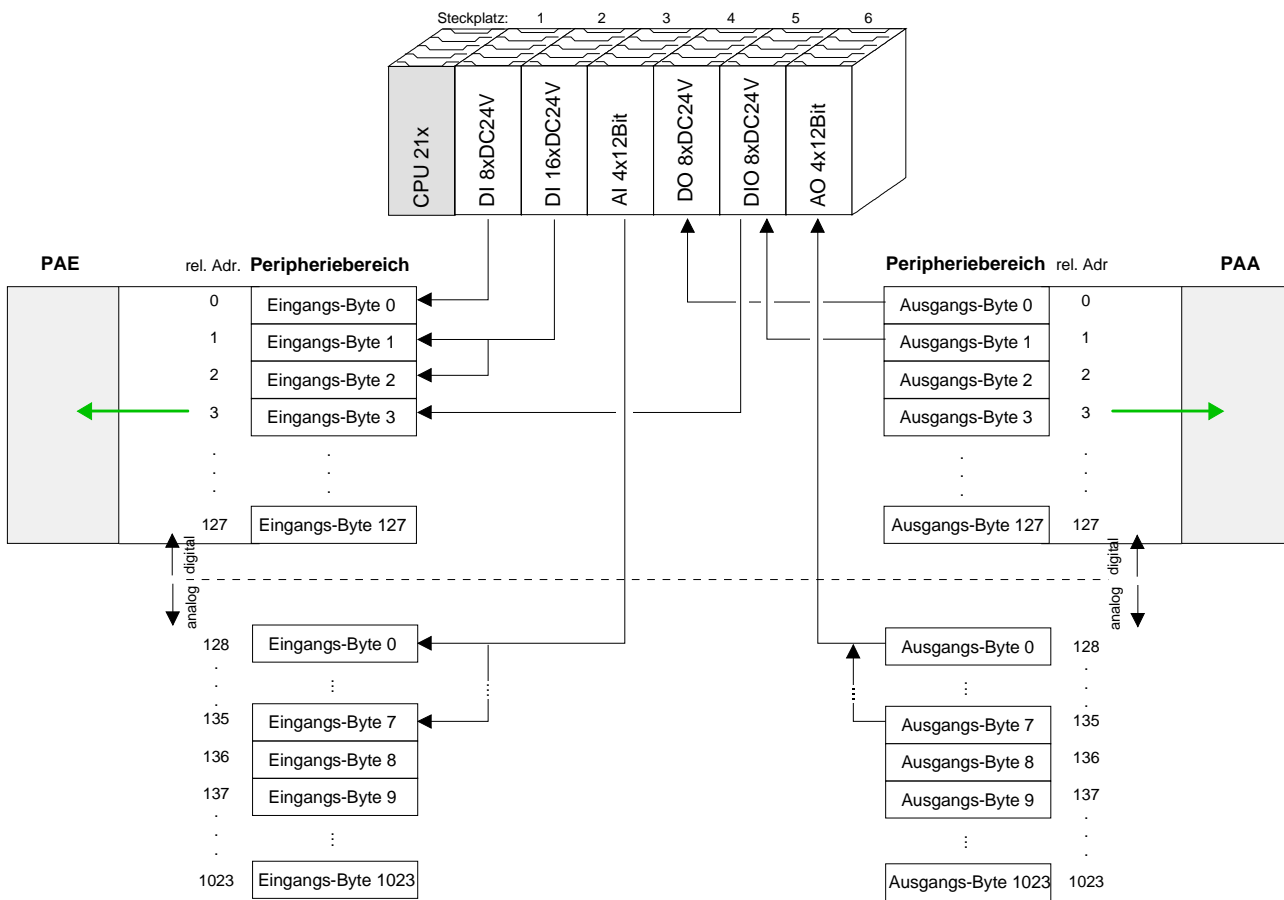 Steckplatz: 1 2 3 4 5 6
CPU 21x
DI 8xDC24V
DI 16xDC24V
AI 4x12Bit
DO 8xDC24V
DIO 8xDC24V
AO 4x12Bit
PAE rel. Adr. Peripheriebereich
0 Eingangs-Byte 0
1 Eingangs-Byte 1
2 Eingangs-Byte 2
3 Eingangs-Byte 3
. .
. .
. .
127 Eingangs-Byte 127
digital
analog
128 Eingangs-Byte 0
. ...
.
.
135 Eingangs-Byte 7
136 Eingangs-Byte 8
137 Eingangs-Byte 9
. ...
.
.
1023 Eingangs-Byte 1023
Peripheriebereich rel. Adr PAA
Ausgangs-Byte 0 0
Ausgangs-Byte 1 1
Ausgangs-Byte 2 2
Ausgangs-Byte 3 3
. .
. .
. .
Ausgangs-Byte 127 127
digital
analog
Ausgangs-Byte 0 128
... .
.
.
Ausgangs-Byte 7 135
Ausgangs-Byte 8 136
Ausgangs-Byte 9 137
... .
.
.
Ausgangs-Byte 1023 1023